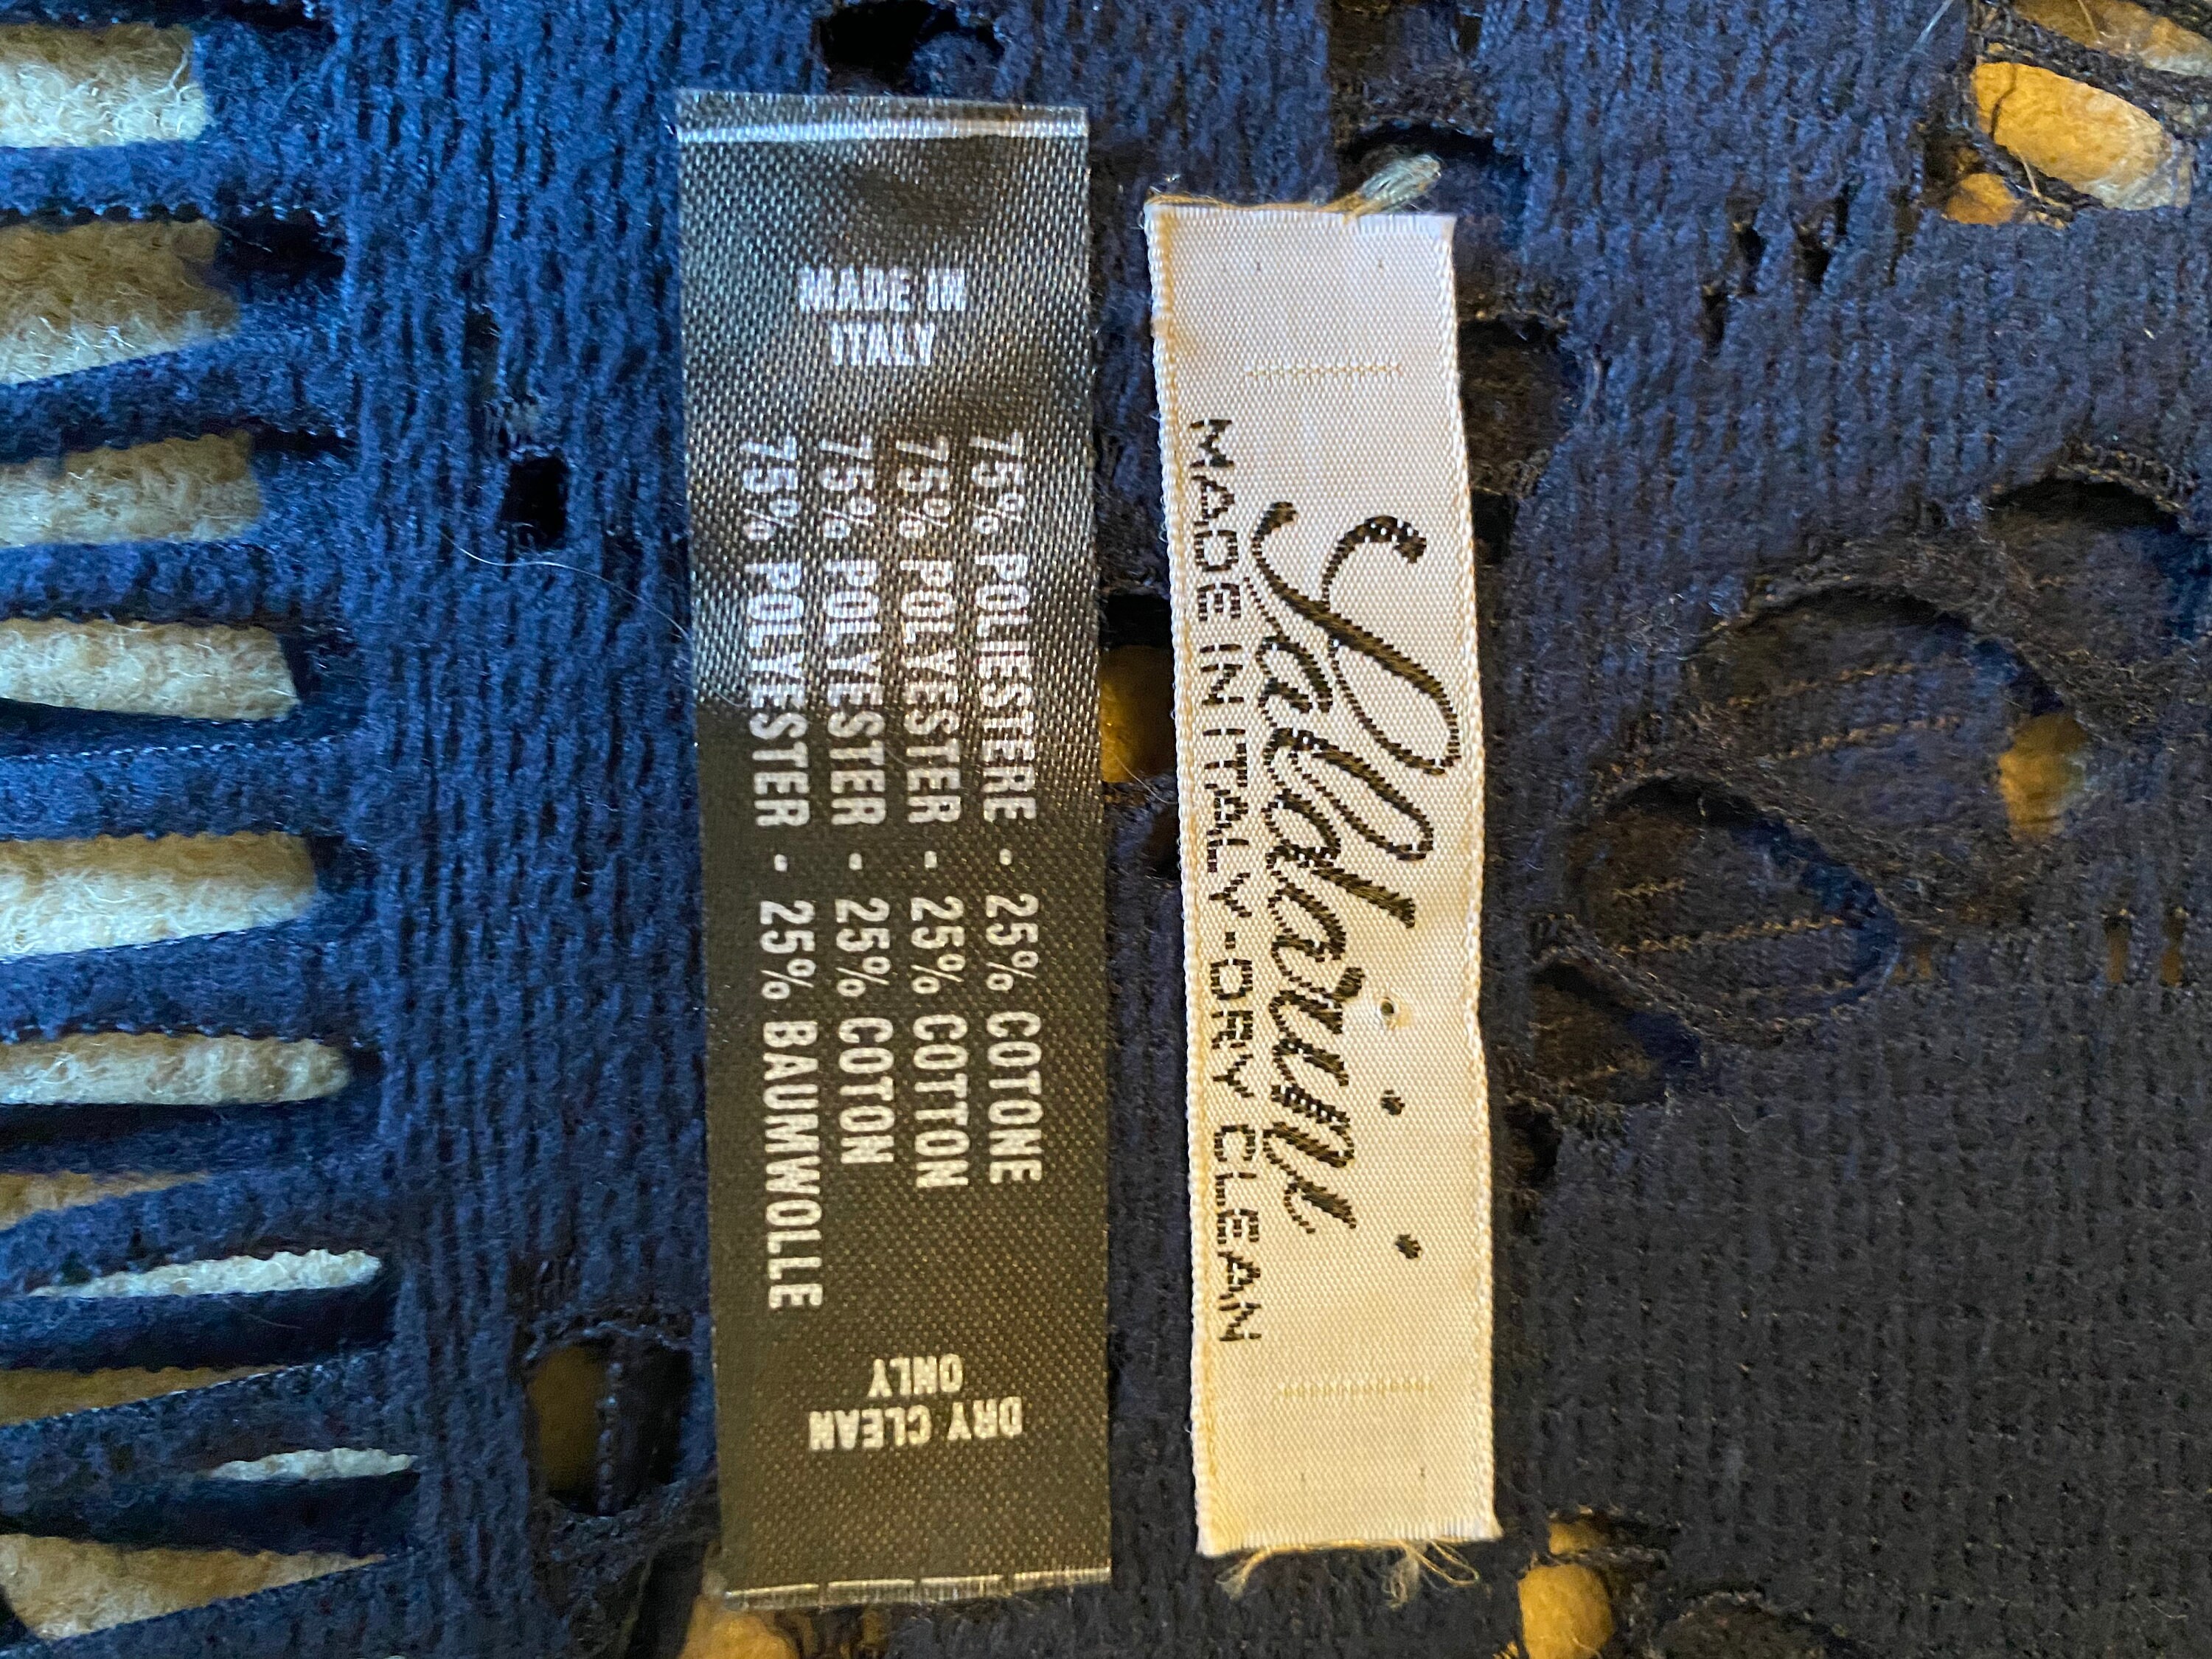 MADE IN
ITALY
75% POLIESTERE - 25% COTONE
75% POLYESTER - 25% COTTON
75% POLYESTER - 25% COTON
75% POLYESTER - 25% BAUMWOLLE
DRY CLEAN
ONLY
Saldarini
MADE IN ITALY-DRY CLEAN